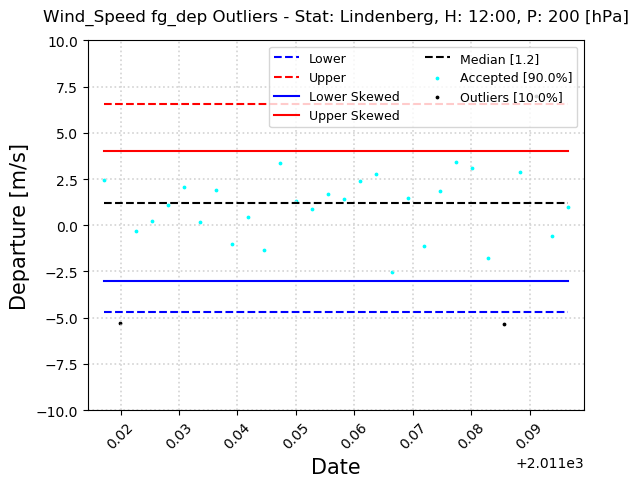 Wind_Speed fg_dep Outliers - Stat: Lindenberg, H: 12:00, P: 200 [hPa]
Lower
Upper
Lower Skewed
Upper Skewed
Median [1.2]
Accepted [90.0%]
Outliers [10.0%]
Departure [m/s]
10.0
7.5
5.0
2.5
0.0
−2.5
−5.0
−7.5
−10.0
0.02
0.03
0.04
0.05
0.06
0.07
0.08
0.09
+2.011e3
Date